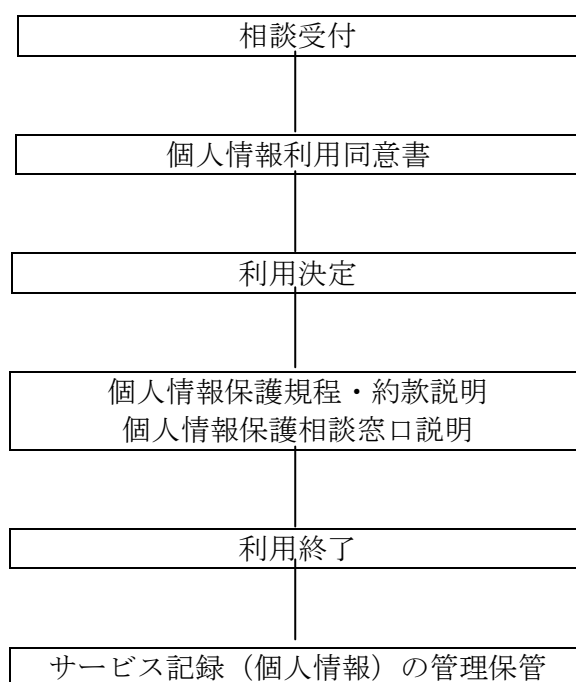 相談受付
個人情報利用同意書
利用決定
個人情報保護規程・約款説明
個人情報保護相談窓口説明
利用終了
サービス記録（個人情報）の管理保管